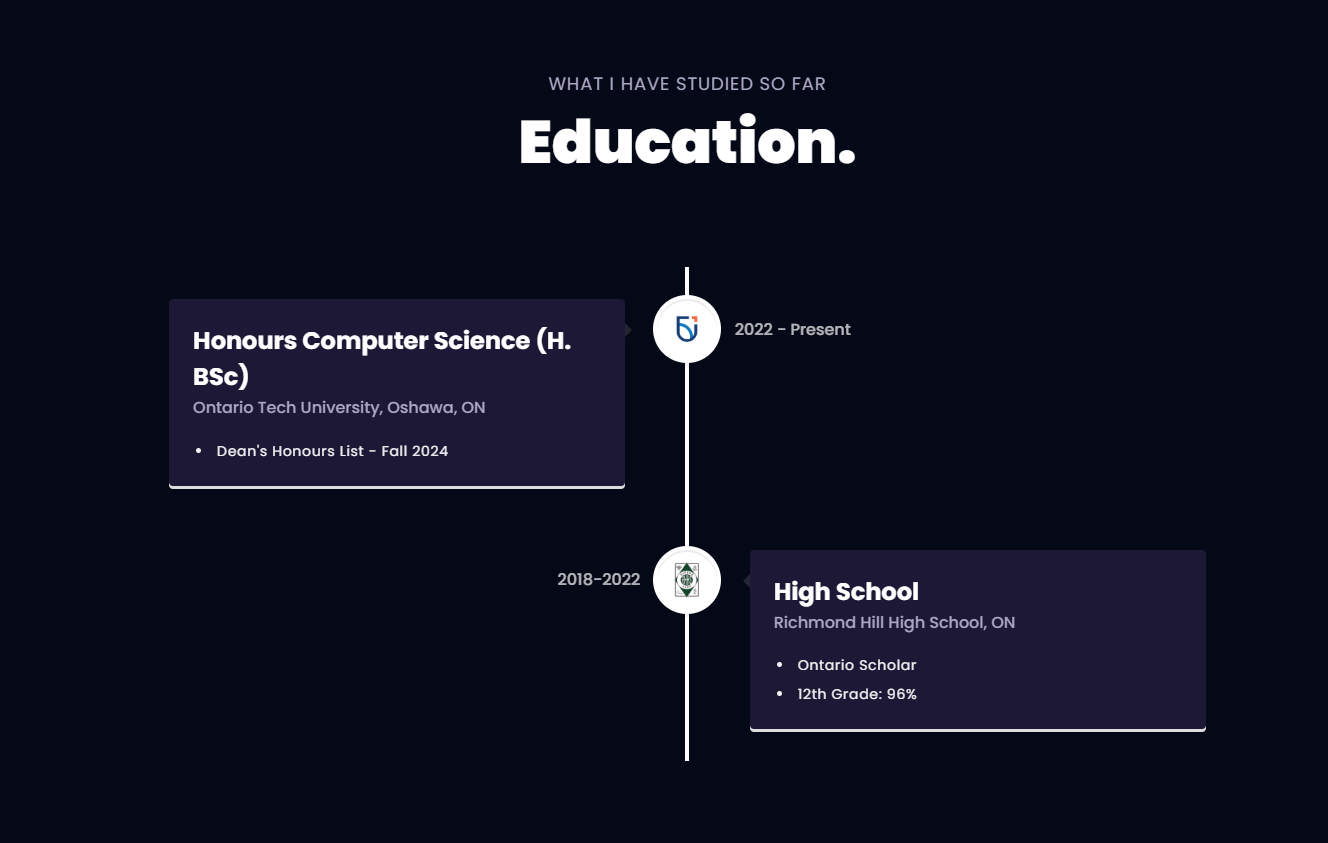 WHAT I HAVE STUDIED SO FAR
Education.
Honours Computer Science (H.
BSc)
Ontario Tech University, Oshawa, ON
• Dean's Honours List - Fall 2024
2022 - Present
2018-2022
High School
Richmond Hill High School, ON
• Ontario Scholar
• 12th Grade: 96%